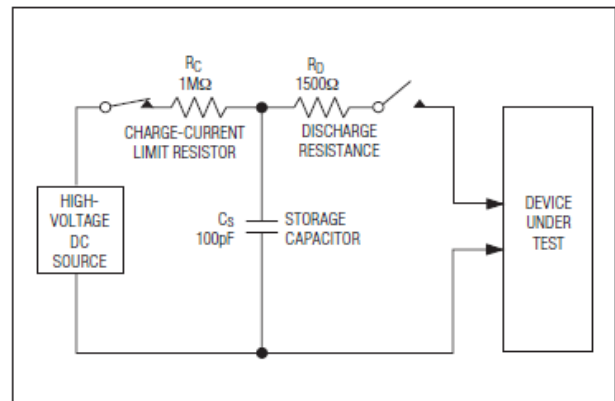 RC
1MΩ
CHARGE-CURRENT
LIMIT RESISTOR
RD
1500Ω
DISCHARGE
RESISTANCE
HIGH-
VOLTAGE
DC
SOURCE
CS
100pF
STORAGE
CAPACITOR
DEVICE
UNDER
TEST